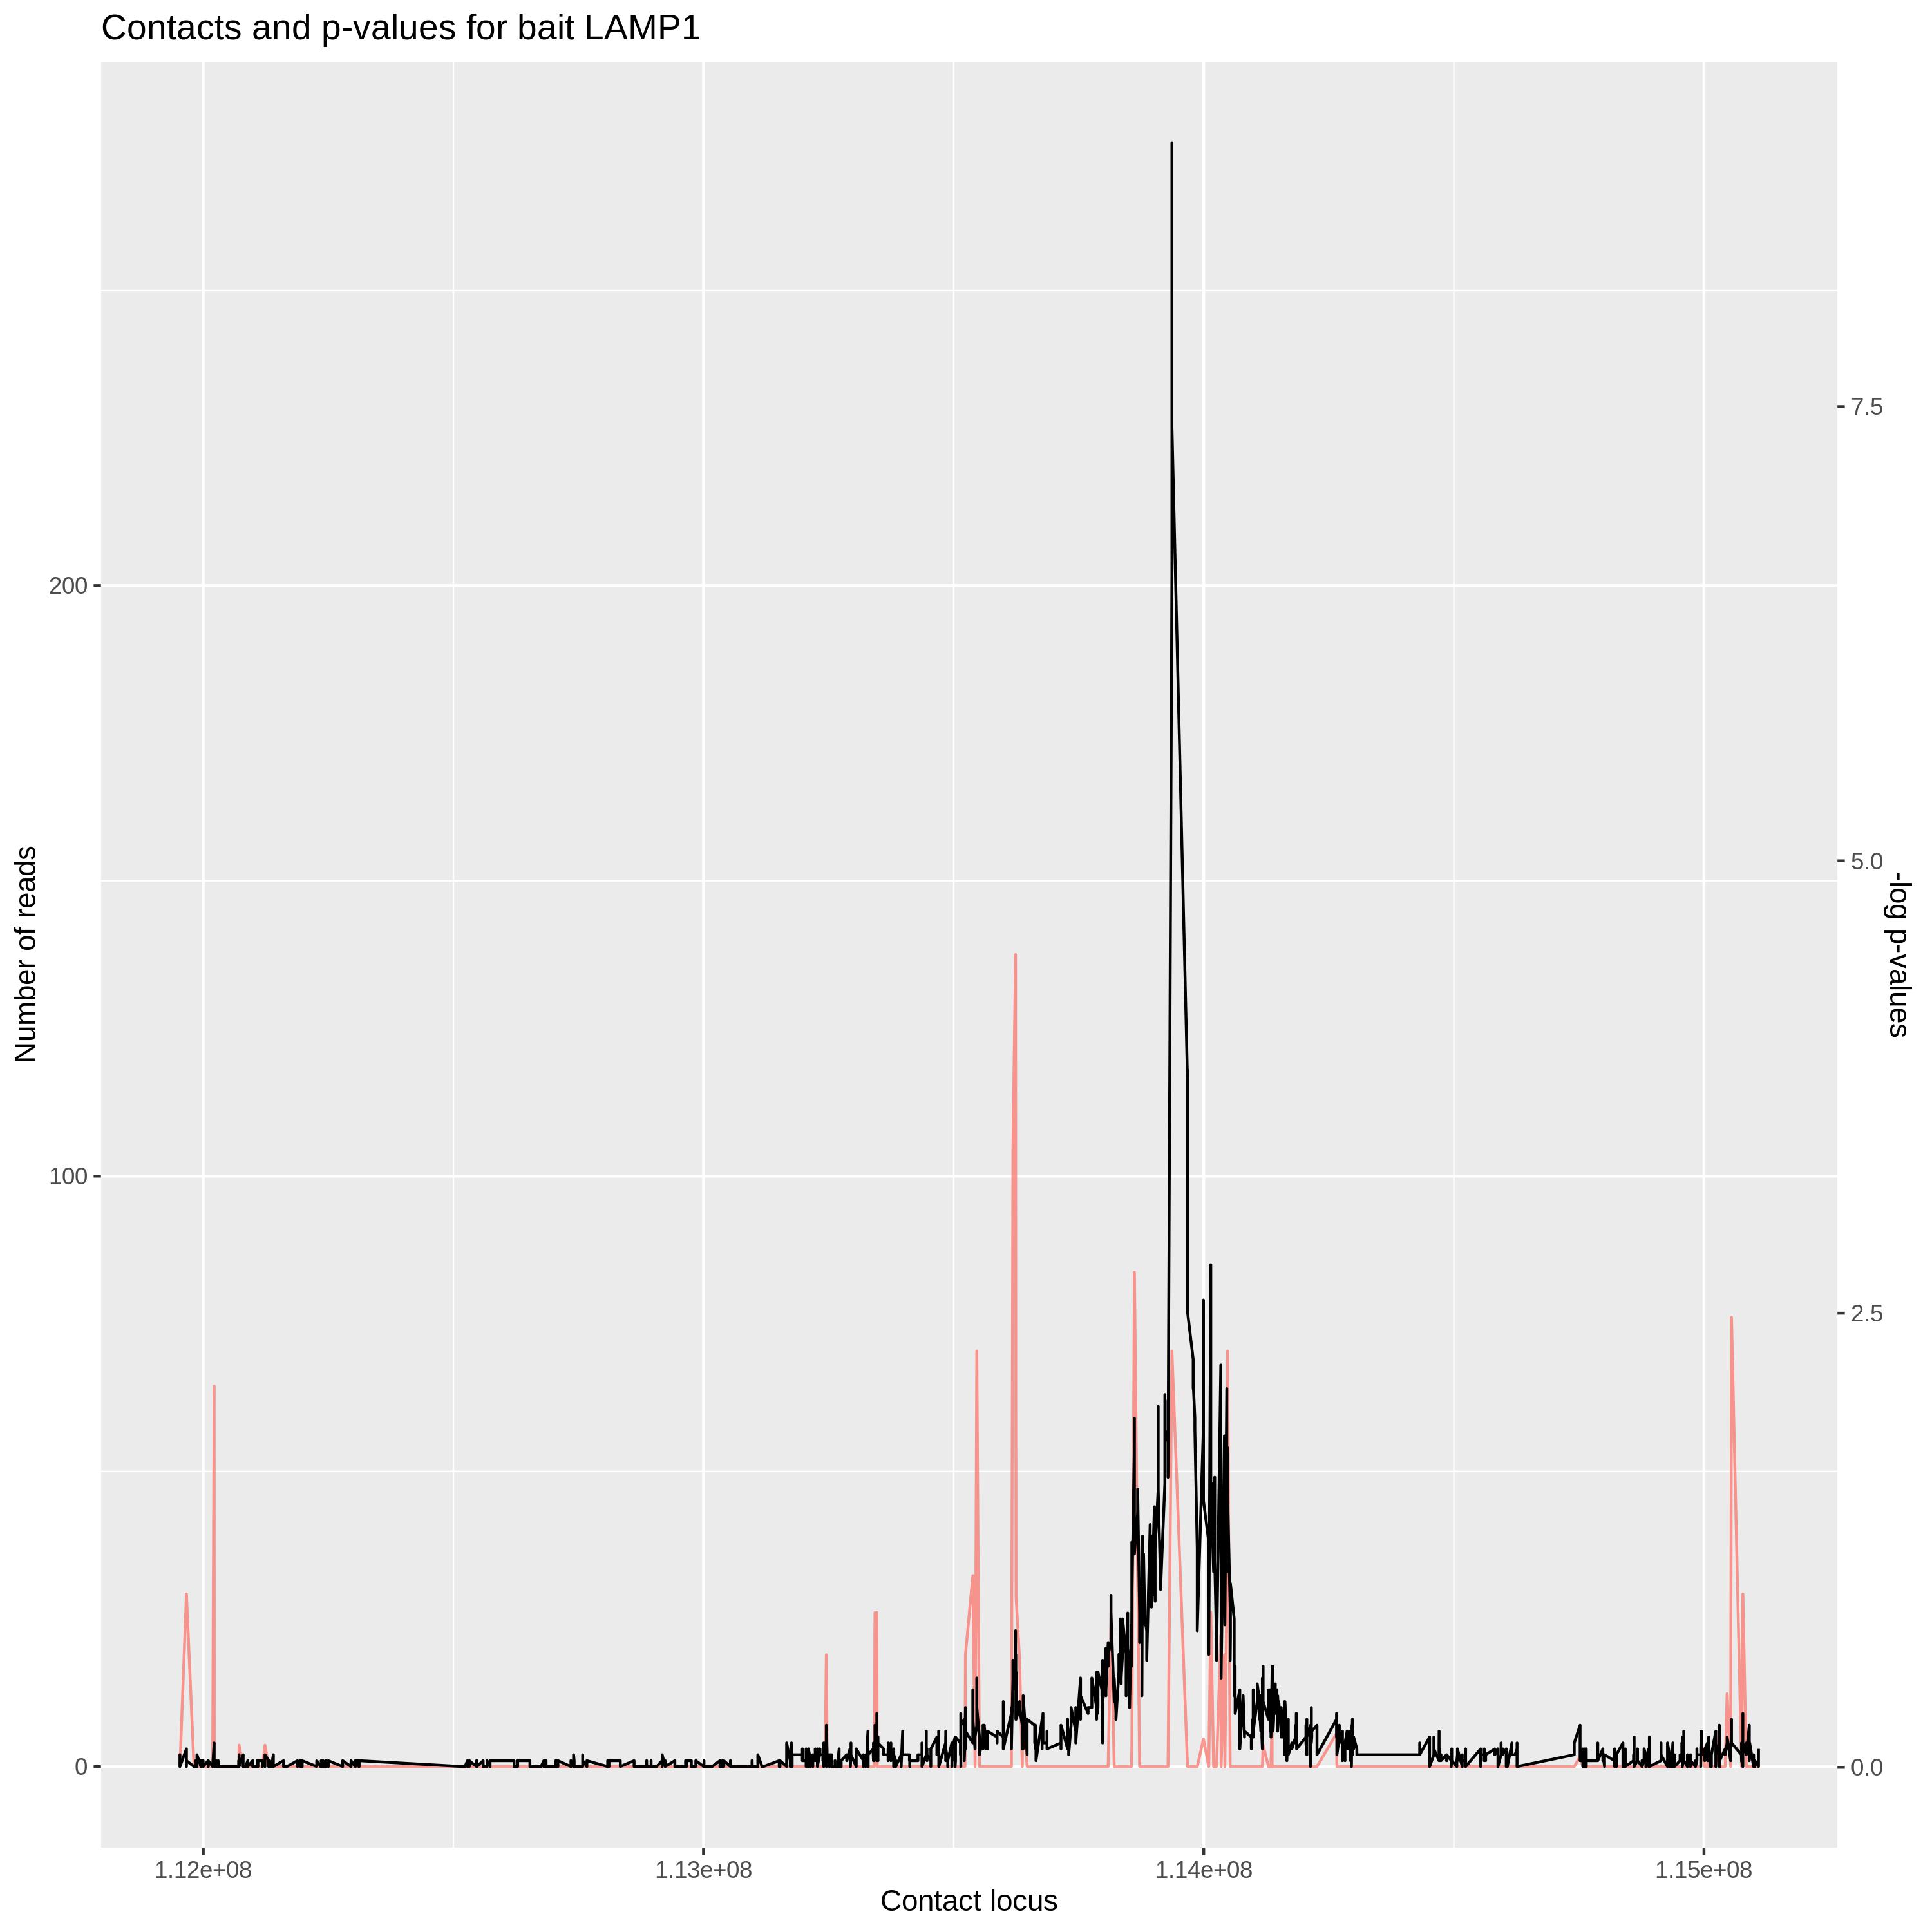 Contacts and p-values for bait LAMP1
Number of reads
200
100
0
7.5
5.0
2.5
0.0
-log p-values
1.12e+08
1.13e+08
1.14e+08
1.15e+08
Contact locus